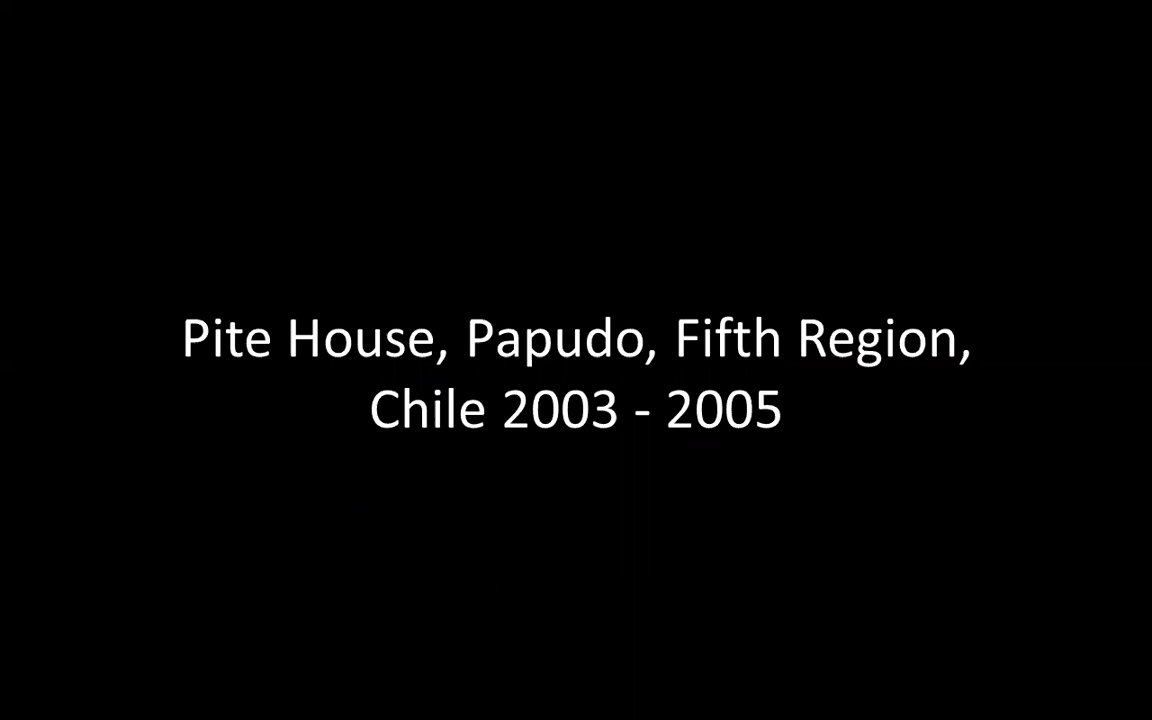 Pite House, Papudo, Fifth Region,
Chile 2003 - 2005